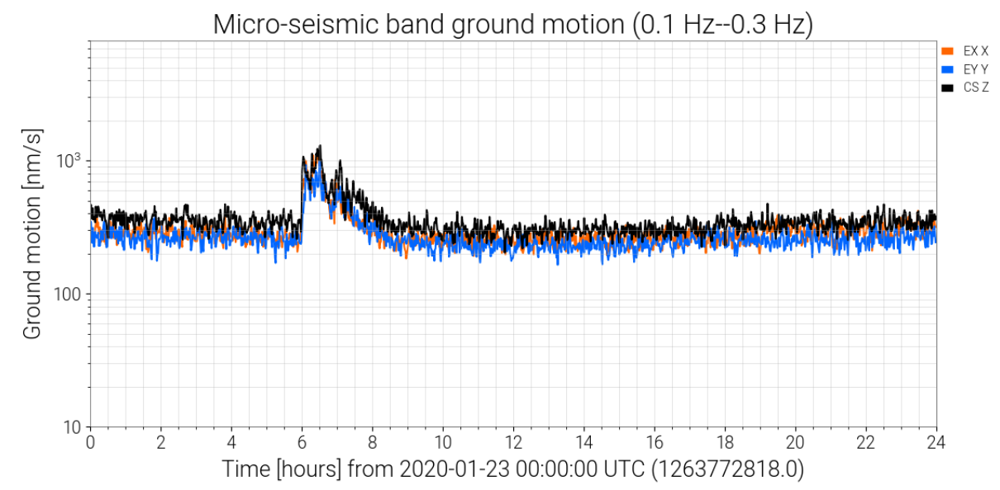 Micro-seismic band ground motion (0.1 Hz--0.3 Hz)
EX X
EY Y
CS Z
Ground motion [nm/s]
10³
100
10
0 2 4 6 8 10 12 14 16 18 20 22 24
Time [hours] from 2020-01-23 00:00:00 UTC (1263772818.0)